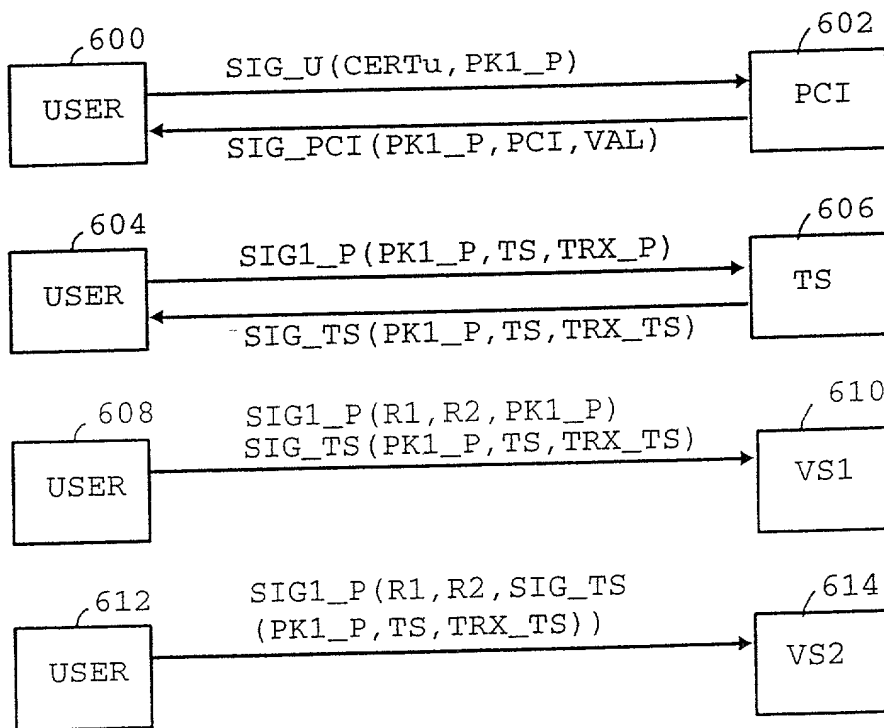 600
602
SIG_U(CERTu,PK1_P)
USER
PCI
SIG_PCI(PK1_P,PCI,VAL)
604
606
SIG1_P(PK1_P,TS,TRX_P)
USER
TS
SIG_TS(PK1_P,TS,TRX_TS)
608
610
SIG1_P(R1,R2,PK1_P)
SIG_TS(PK1_P,TS,TRX_TS)
USER
VS1
612
614
SIG1_P(R1,R2,SIG_TS
(PK1_P,TS,TRX_TS))
USER
VS2